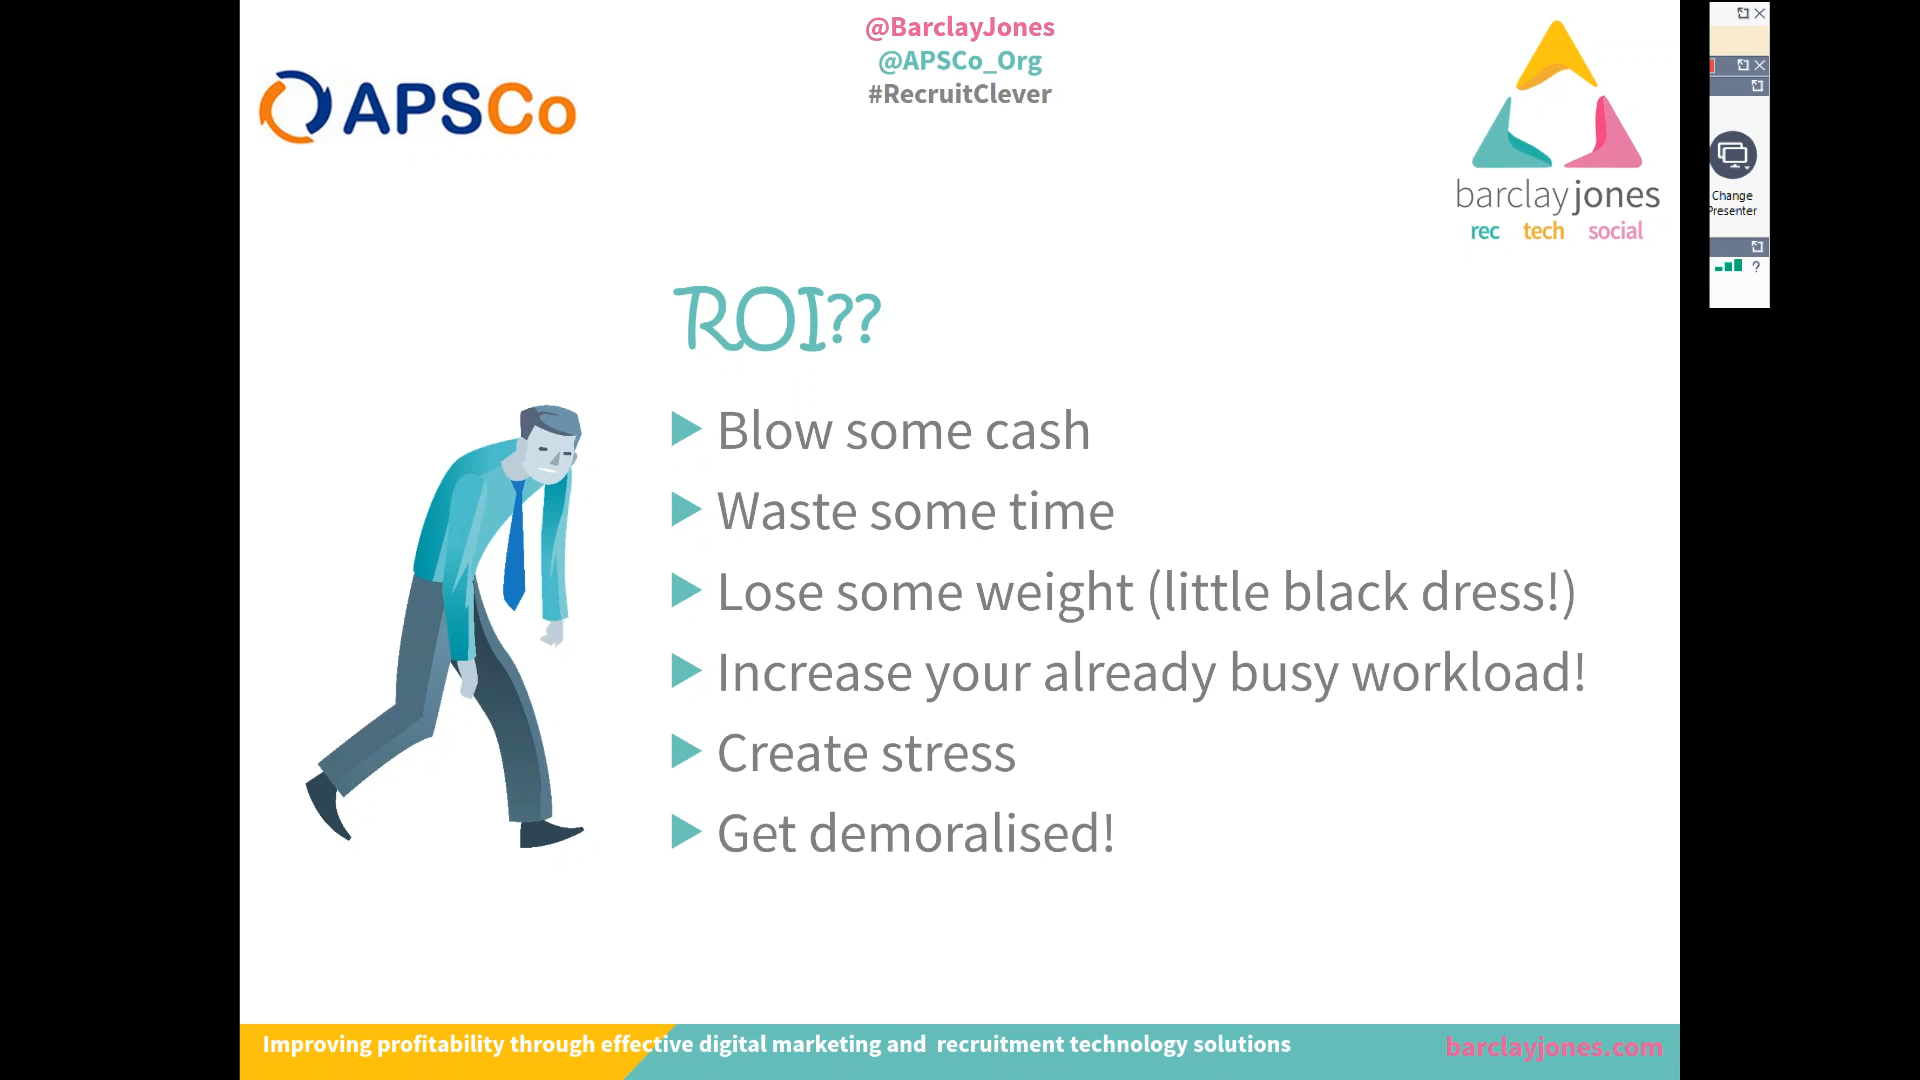 @BarclayJones
@APSCo_Org
#RecruitClever
APSCo
barclayjones
rec tech social
Change
Presenter
?
ROI??
Blow some cash
Waste some time
Lose some weight (little black dress!)
Increase your already busy workload!
Create stress
Get demoralised!
Improving profitability through effective digital marketing and recruitment technology solutions
barclayjones.com